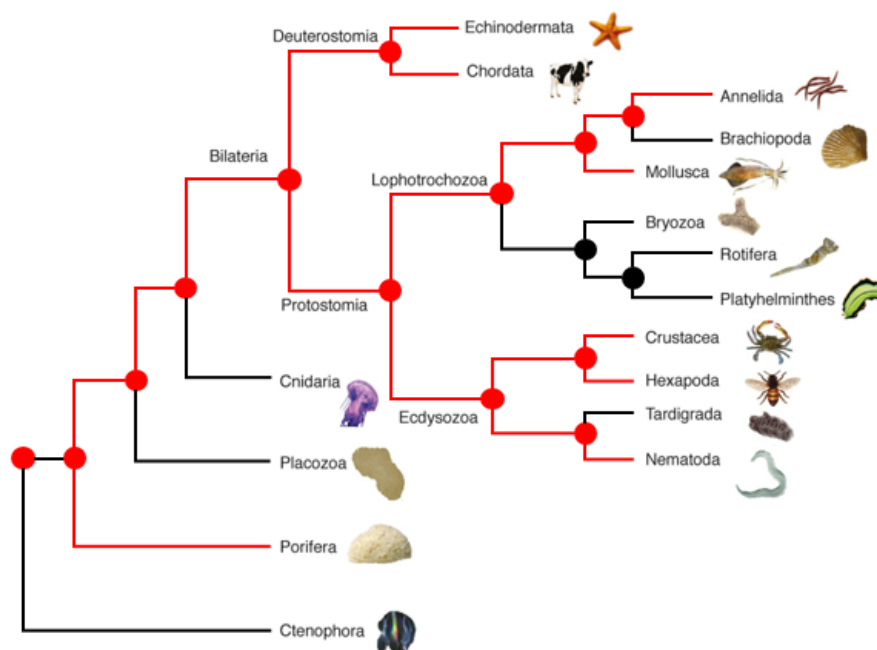 Deuterostomia
Echinodermata
Chordata
Annelida
Brachiopoda
Bilateria
Lophotrochozoa
Mollusca
Bryozoa
Rotifera
Protostomia
Platyhelminthes
Crustacea
Cnidaria
Hexapoda
Ecdysozoa
Tardigrada
Placozoa
Nematoda
Porifera
Ctenophora